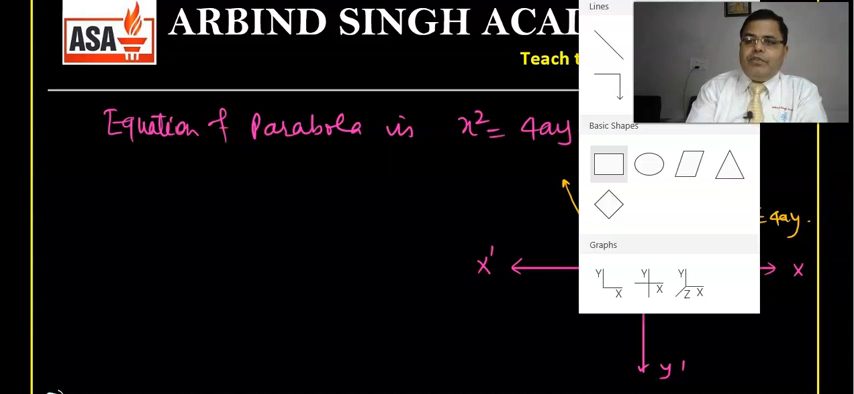 ARBIND SINGH ACA
ASA
Teach
Equation of Parabola is x² = 4ay
= 4ay.
X'
X
y'
Lines
Basic Shapes
Graphs
Y
X
Y
X
Y
Z X